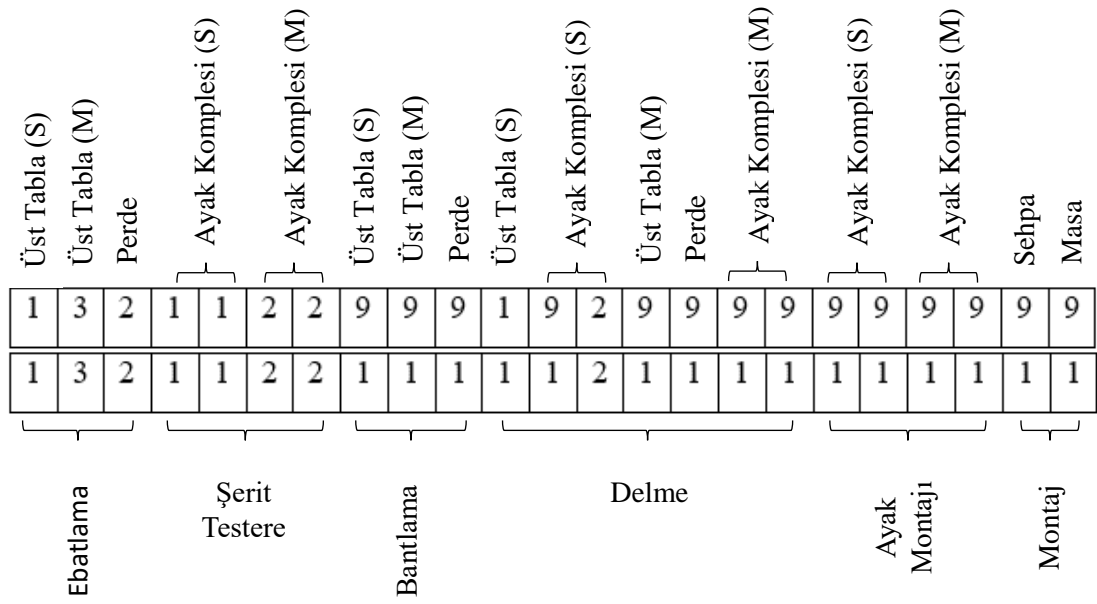 Üst Tabla (S)
Üst Tabla (M)
Perde
Ayak Komplesi (S)
Ayak Komplesi (M)
Üst Tabla (S)
Üst Tabla (M)
Perde
Üst Tabla (S)
Ayak Komplesi (S)
Üst Tabla (M)
Perde
Ayak Komplesi (M)
Ayak Komplesi (S)
Ayak Komplesi (M)
Sehpa
Masa
1 3 2 1 1 2 2 9 9 9 1 9 2 9 9 9 9 9 9 9 9 9 9
1 3 2 1 1 2 2 1 1 1 1 1 2 1 1 1 1 1 1 1 1 1 1
Ebatlama
Şerit
Testere
Bantlama
Delme
Ayak
Montajı
Montaj